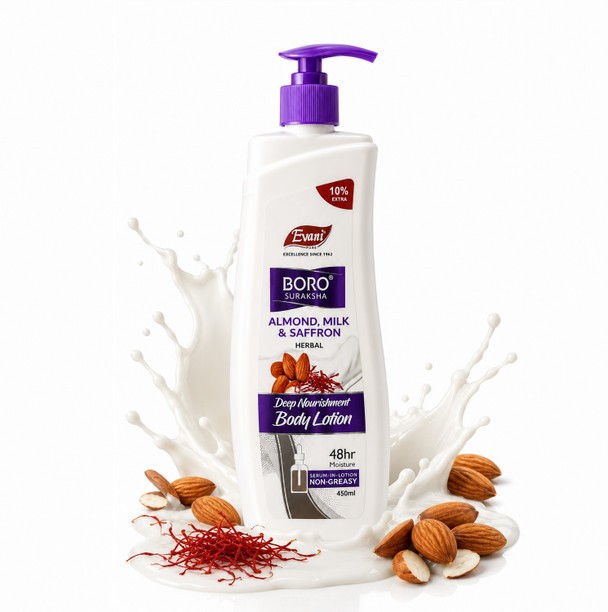 10%
EXTRA
Evani
PURE
EXCELLENCE SINCE 1963
BORO®
SURAKSHA
ALMOND, MILK
& SAFFRON
HERBAL
Deep Nourishment
Body Lotion
48hr
Moisture
SERUM-IN-LOTION
NON-GREASY
450ml